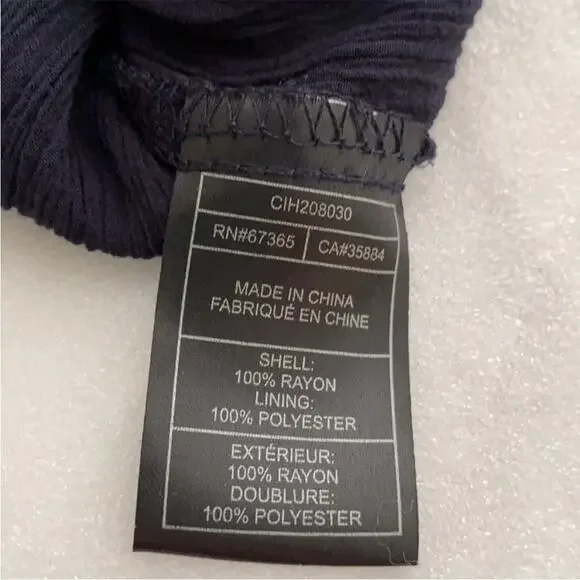 CIH208030
RN#67365 CA#35884
MADE IN CHINA
FABRIQUÉ EN CHINE
SHELL:
100% RAYON
LINING:
100% POLYESTER
EXTÉRIEUR:
100% RAYON
DOUBLURE:
100% POLYESTER